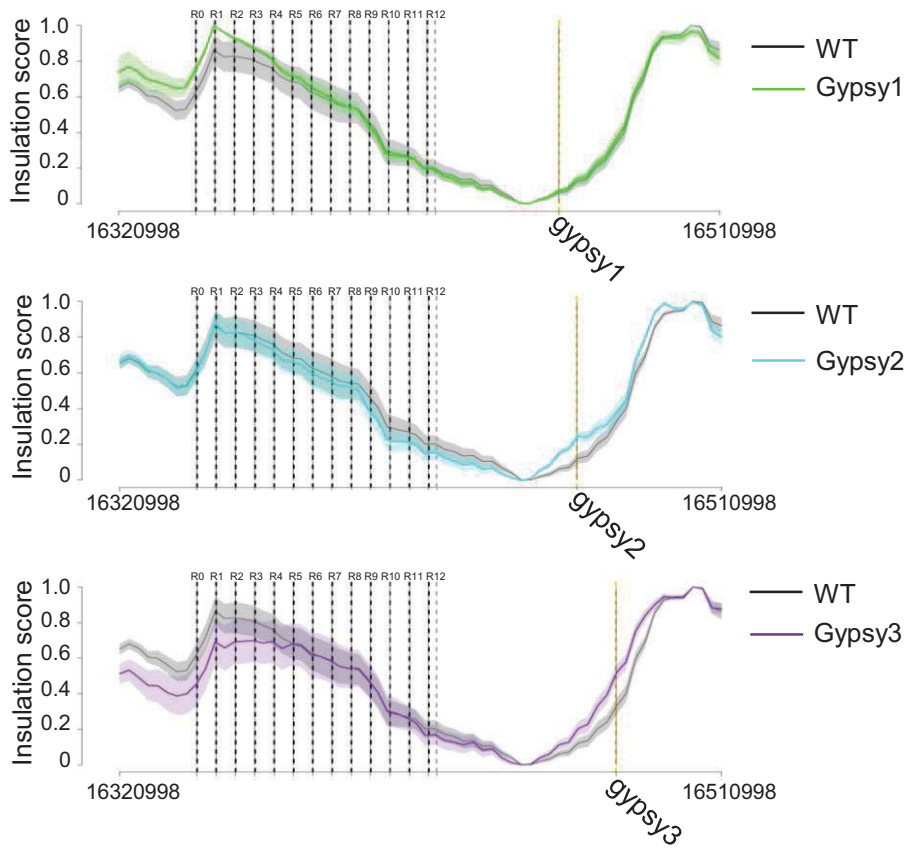 R0 R1 R2 R3 R4 R5 R6 R7 R8 R9 R10 R11 R12
Insulation score
1.0
0.8
0.6
0.4
0.2
0
WT
Gypsy1
16320998
gypsy1
16510998
R0 R1 R2 R3 R4 R5 R6 R7 R8 R9 R10 R11 R12
Insulation score
1.0
0.8
0.6
0.4
0.2
0
WT
Gypsy2
16320998
gypsy2
16510998
R0 R1 R2 R3 R4 R5 R6 R7 R8 R9 R10 R11 R12
Insulation score
1.0
0.8
0.6
0.4
0.2
0
WT
Gypsy3
16320998
gypsy3
16510998